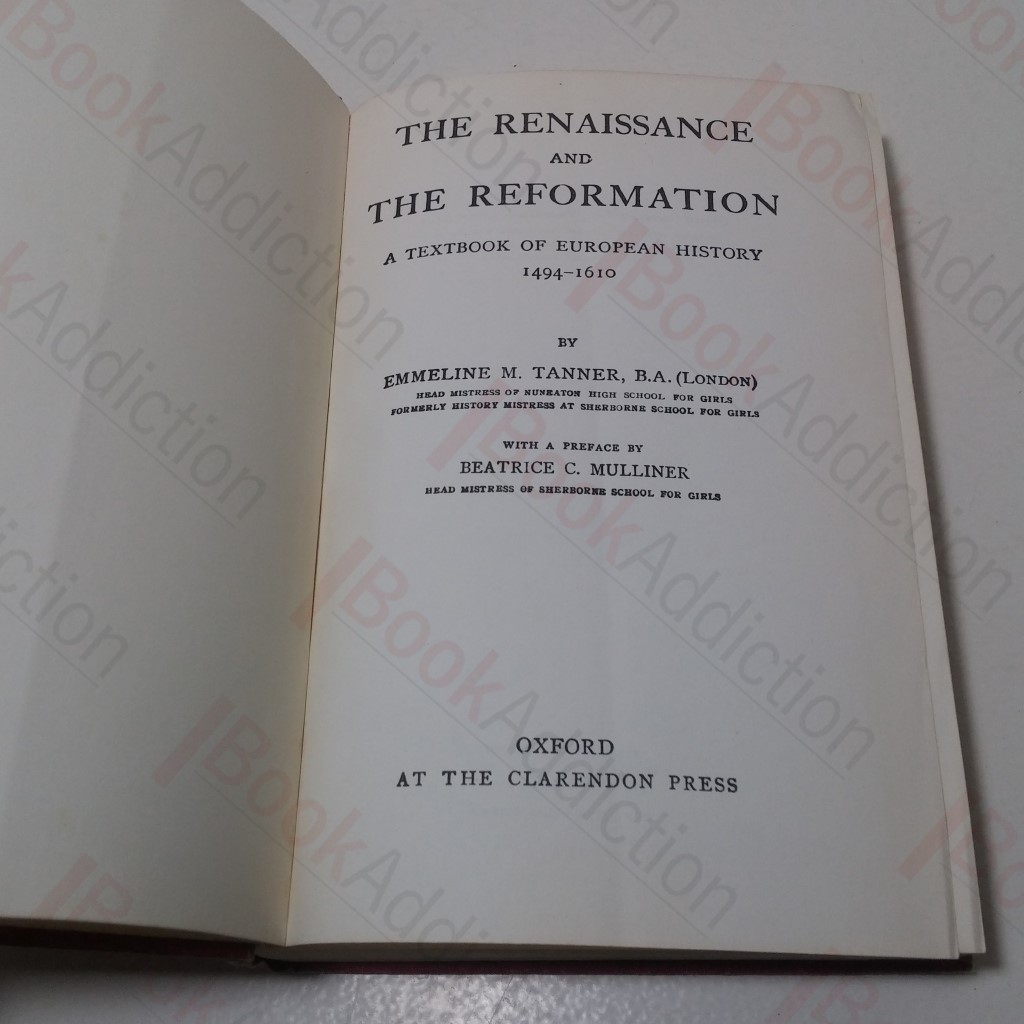 THE RENAISSANCE
AND
THE REFORMATION
A TEXTBOOK OF EUROPEAN HISTORY
1494–1610
BY
EMMELINE M. TANNER, B.A. (LONDON)
HEAD MISTRESS OF NUNEATON HIGH SCHOOL FOR GIRLS
FORMERLY HISTORY MISTRESS AT SHERBORNE SCHOOL FOR GIRLS
WITH A PREFACE BY
BEATRICE C. MULLINER
HEAD MISTRESS OF SHERBORNE SCHOOL FOR GIRLS
OXFORD
AT THE CLARENDON PRESS
BookAddiction